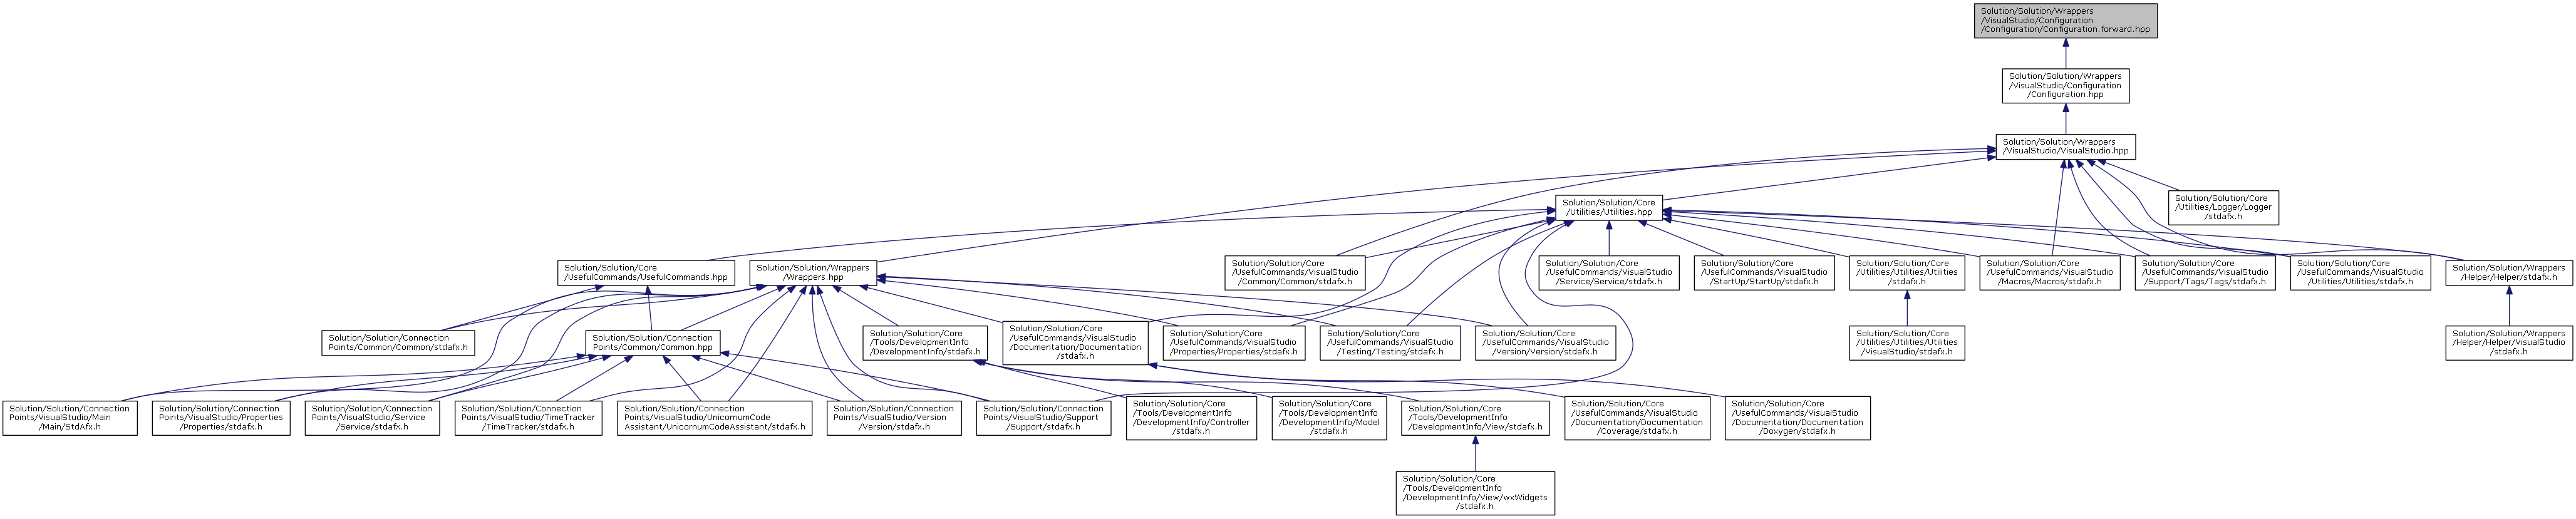 Solution/Solution/Wrappers
/VisualStudio/Configuration
/Configuration/Configuration.forward.hpp
Solution/Solution/Wrappers
/VisualStudio/Configuration
/Configuration.hpp
Solution/Solution/Wrappers
/VisualStudio/VisualStudio.hpp
Solution/Solution/Core
/Utilities/Utilities.hpp
Solution/Solution/Core
/Utilities/Logger/Logger
/stdafx.h
Solution/Solution/Core
/UsefulCommands/UsefulCommands.hpp
Solution/Solution/Wrappers
/Wrappers.hpp
Solution/Solution/Core
/UsefulCommands/VisualStudio
/Common/Common/stdafx.h
Solution/Solution/Core
/UsefulCommands/VisualStudio
/Service/Service/stdafx.h
Solution/Solution/Core
/UsefulCommands/VisualStudio
/StartUp/StartUp/stdafx.h
Solution/Solution/Core
/Utilities/Utilities/Utilities
/stdafx.h
Solution/Solution/Core
/UsefulCommands/VisualStudio
/Macros/Macros/stdafx.h
Solution/Solution/Core
/UsefulCommands/VisualStudio
/Support/Tags/Tags/stdafx.h
Solution/Solution/Core
/UsefulCommands/VisualStudio
/Utilities/Utilities/stdafx.h
Solution/Solution/Wrappers
/Helper/Helper/stdafx.h
Solution/Solution/Connection
Points/Common/Common/stdafx.h
Solution/Solution/Connection
Points/Common/Common.hpp
Solution/Solution/Core
/Tools/DevelopmentInfo
/DevelopmentInfo/stdafx.h
Solution/Solution/Core
/UsefulCommands/VisualStudio
/Documentation/Documentation
/stdafx.h
Solution/Solution/Core
/UsefulCommands/VisualStudio
/Properties/Properties/stdafx.h
Solution/Solution/Core
/UsefulCommands/VisualStudio
/Testing/Testing/stdafx.h
Solution/Solution/Core
/UsefulCommands/VisualStudio
/Version/Version/stdafx.h
Solution/Solution/Core
/Utilities/Utilities/Utilities
/VisualStudio/stdafx.h
Solution/Solution/Wrappers
/Helper/Helper/VisualStudio
/stdafx.h
Solution/Solution/Connection
Points/VisualStudio/Main
/Main/StdAfx.h
Solution/Solution/Connection
Points/VisualStudio/Properties
/Properties/stdafx.h
Solution/Solution/Connection
Points/VisualStudio/Service
/Service/stdafx.h
Solution/Solution/Connection
Points/VisualStudio/TimeTracker
/TimeTracker/stdafx.h
Solution/Solution/Connection
Points/VisualStudio/UnicornumCode
Assistant/UnicornumCodeAssistant/stdafx.h
Solution/Solution/Connection
Points/VisualStudio/Version
/Version/stdafx.h
Solution/Solution/Connection
Points/VisualStudio/Support
/Support/stdafx.h
Solution/Solution/Core
/Tools/DevelopmentInfo
/DevelopmentInfo/Controller
/stdafx.h
Solution/Solution/Core
/Tools/DevelopmentInfo
/DevelopmentInfo/Model
/stdafx.h
Solution/Solution/Core
/Tools/DevelopmentInfo
/DevelopmentInfo/View/stdafx.h
Solution/Solution/Core
/UsefulCommands/VisualStudio
/Documentation/Documentation
/Coverage/stdafx.h
Solution/Solution/Core
/UsefulCommands/VisualStudio
/Documentation/Documentation
/Doxygen/stdafx.h
Solution/Solution/Core
/Tools/DevelopmentInfo
/DevelopmentInfo/View/wxWidgets
/stdafx.h